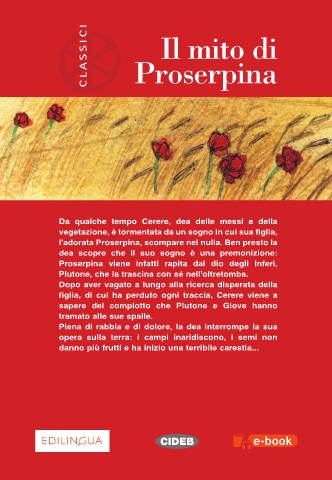 CLASSICI
Il mito di
Proserpina
Da qualche tempo Cerere, dea delle messi e della
vegetazione, è tormentata da un sogno in cui sua figlia,
l'adorata Proserpina, scompare nel nulla. Ben presto la
dea scopre che il suo sogno è una premonizione:
Proserpina viene infatti rapita dal dio degli Inferi,
Plutone, che la trascina con sé nell'oltretomba.
Dopo aver vagato a lungo alla ricerca disperata della
figlia, di cui ha perduto ogni traccia, Cerere viene a
sapere del complotto che Plutone e Giove hanno
tramato alle sue spalle.
Piena di rabbia e di dolore, la dea interrompe la sua
opera sulla terra: i campi inaridiscono, i semi non
danno più frutti e ha inizio una terribile carestia...
EDILINGUA
CIDEB
e-book